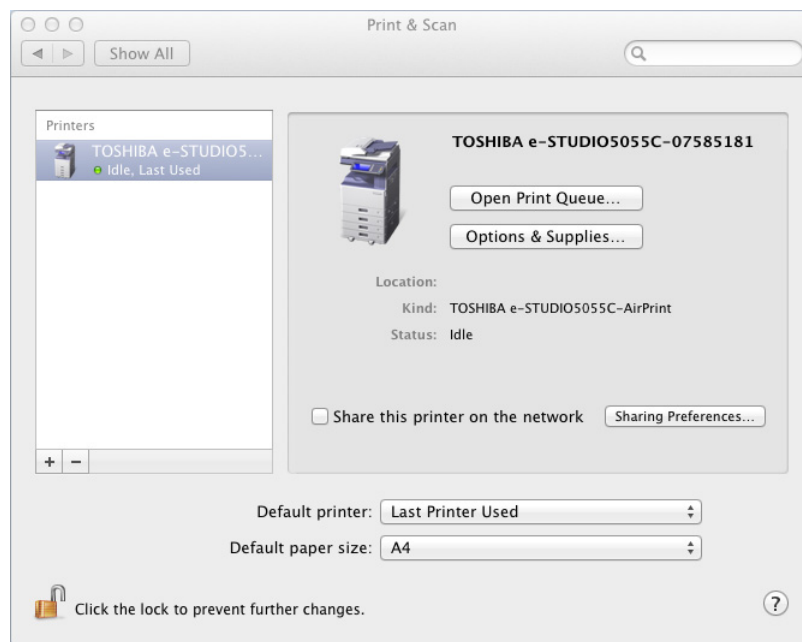 Print & Scan
Show All
Printers
TOSHIBA e-STUDIO5...
Idle, Last Used
TOSHIBA e-STUDIO5055C-07585181
Open Print Queue...
Options & Supplies...
Location:
Kind: TOSHIBA e-STUDIO5055C-AirPrint
Status: Idle
Share this printer on the network Sharing Preferences...
+ −
Default printer: Last Printer Used
Default paper size: A4
Click the lock to prevent further changes. ?